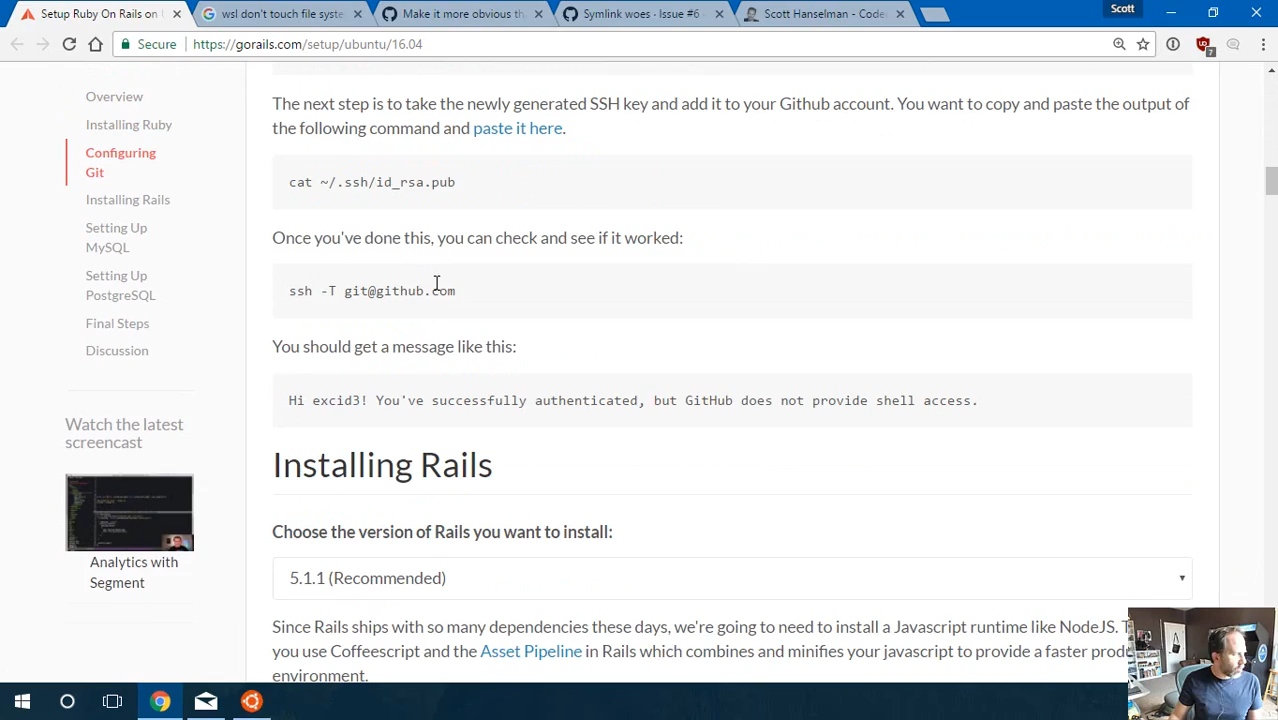 Setup Ruby On Rails on U
wsl don't touch file syste
Make it more obvious th
Symlink woes · Issue #6
Scott Hanselman - Code
Scott
Secure
https://gorails.com/setup/ubuntu/16.04
7
Overview
Installing Ruby
Configuring
Git
Installing Rails
Setting Up
MySQL
Setting Up
PostgreSQL
Final Steps
Discussion
Watch the latest
screencast
Analytics with
Segment
The next step is to take the newly generated SSH key and add it to your Github account. You want to copy and paste the output of
the following command and paste it here.
cat ~/.ssh/id_rsa.pub
Once you've done this, you can check and see if it worked:
ssh -T git@github.com
You should get a message like this:
Hi excid3! You've successfully authenticated, but GitHub does not provide shell access.
Installing Rails
Choose the version of Rails you want to install:
5.1.1 (Recommended)
Since Rails ships with so many dependencies these days, we're going to need to install a Javascript runtime like NodeJS. T
you use Coffeescript and the Asset Pipeline in Rails which combines and minifies your javascript to provide a faster produ
environment.